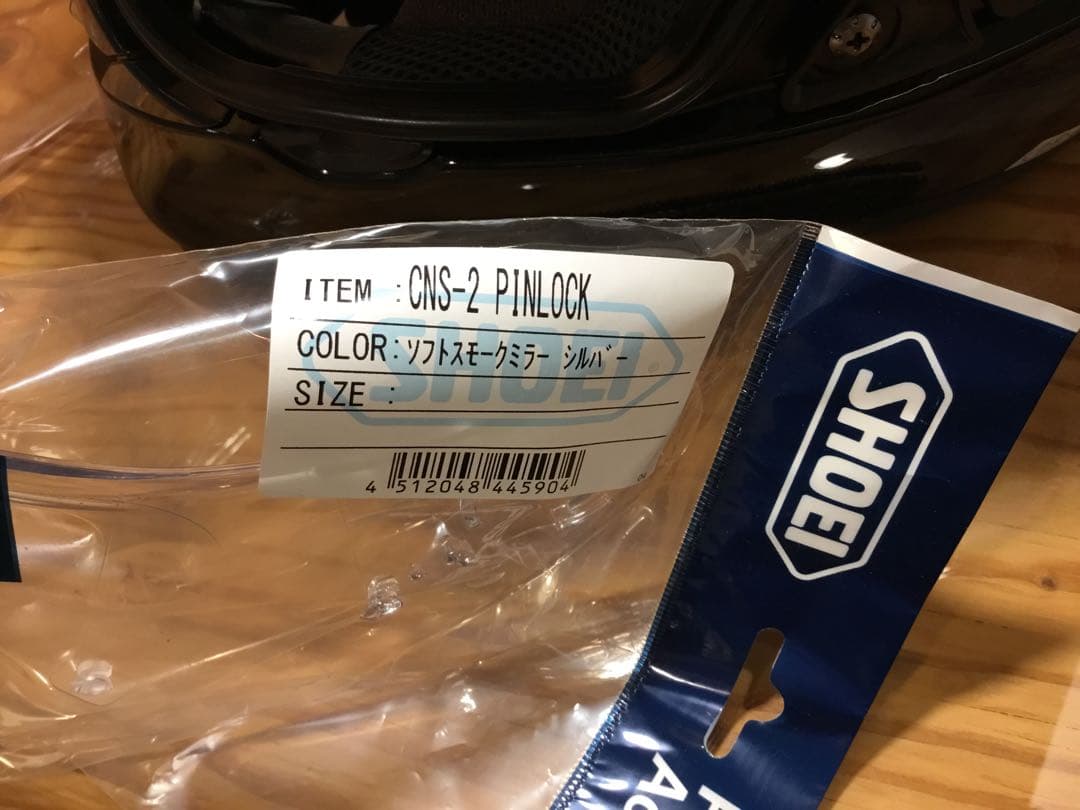 ITEM :CNS-2 PINLOCK
COLOR:ソフトスモークミラー シルバー
SIZE :
SHOEI
4 512048 445904
SHOEI